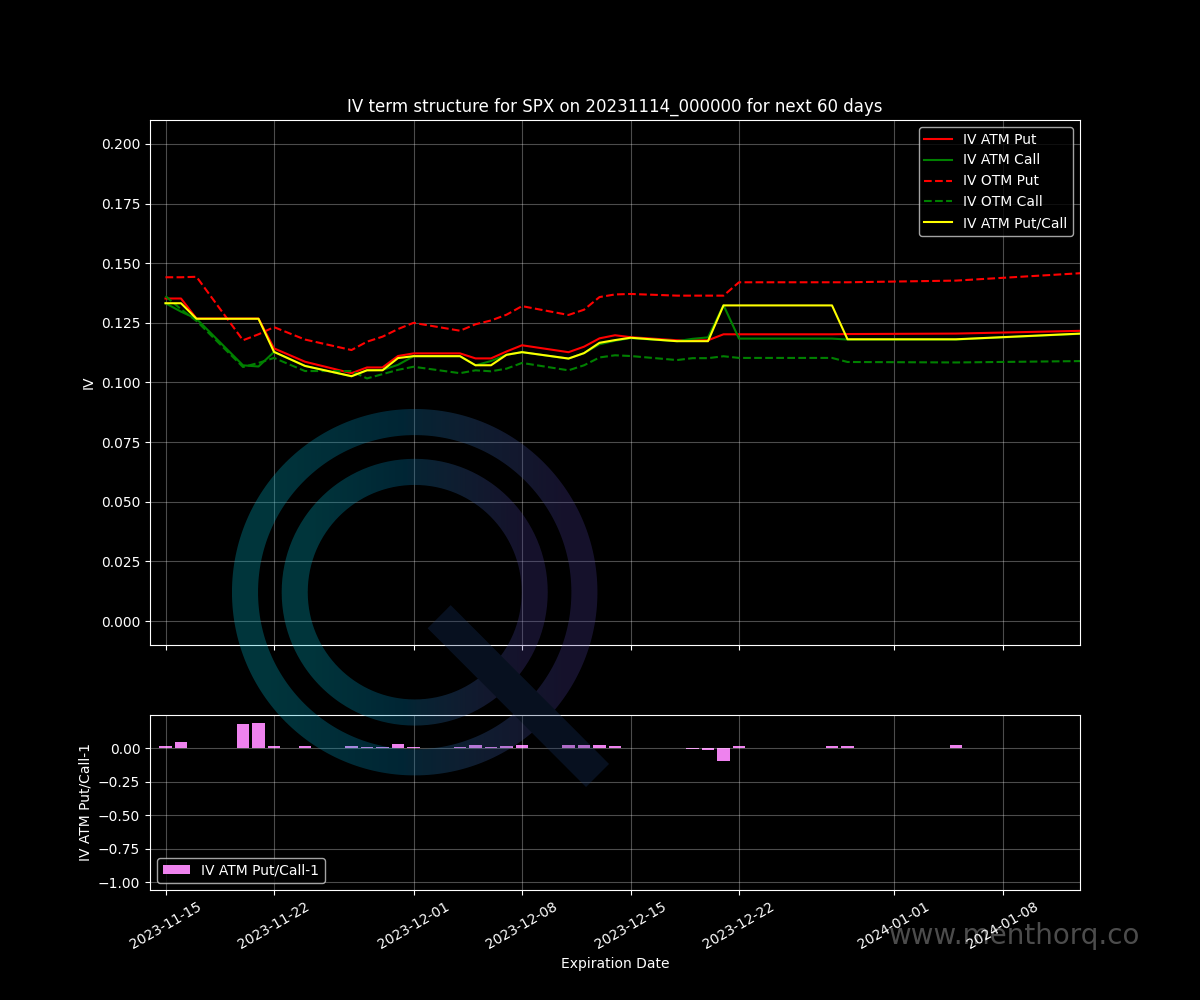 IV term structure for SPX on 20231114_000000 for next 60 days
IV
0.200
0.175
0.150
0.125
0.100
0.075
0.050
0.025
0.000
IV ATM Put
IV ATM Call
IV OTM Put
IV OTM Call
IV ATM Put/Call
IV ATM Put/Call-1
0.00
−0.25
−0.50
−0.75
−1.00
IV ATM Put/Call-1
2023-11-15
2023-11-22
2023-12-01
2023-12-08
2023-12-15
2023-12-22
2024-01-01
2024-01-08
www.menthorq.co
Expiration Date